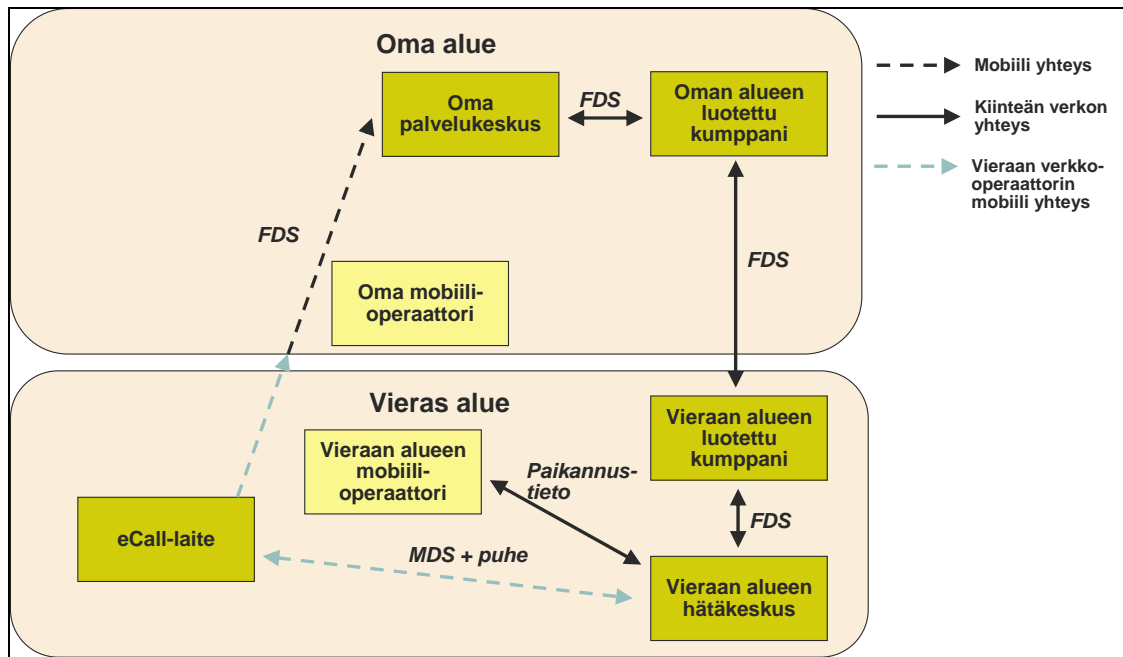 Oma alue
Oma
palvelukeskus
FDS
Oman alueen
luotettu
kumppani
Mobiili yhteys
Kiinteän verkon
yhteys
Vieraan verkko-
operaattorin
mobiili yhteys
FDS
FDS
Oma mobiili-
operaattori
Vieras alue
Vieraan alueen
mobiili-
operaattori
Paikannus-
tieto
Vieraan alueen
luotettu
kumppani
FDS
eCall-laite
MDS + puhe
Vieraan alueen
hätäkeskus